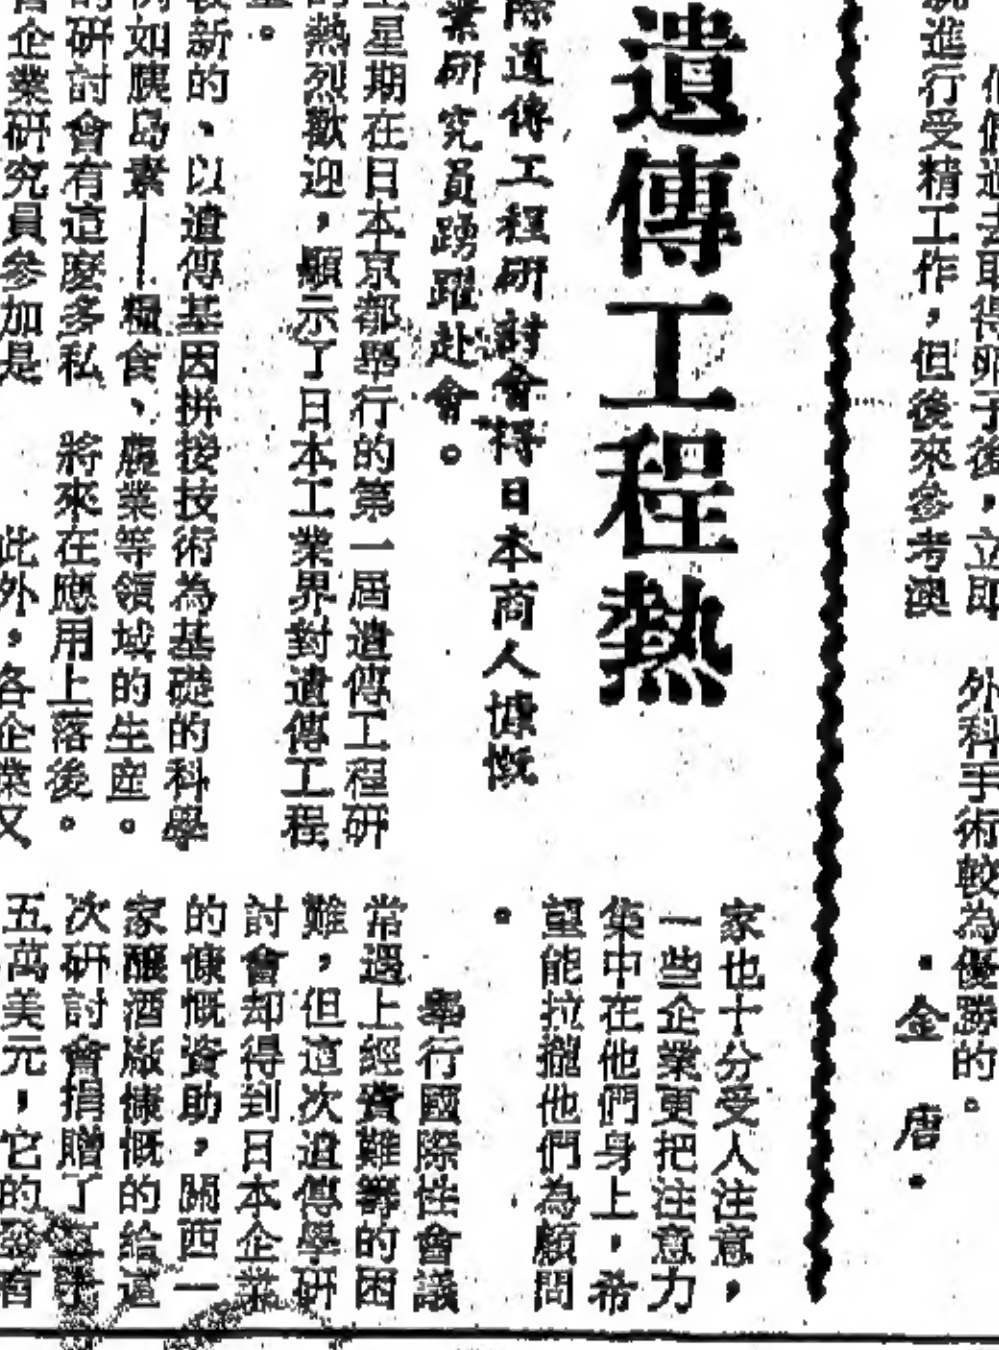 進行受精工作，但後來參考澳
過去取得卵子後，立即
外科手術較為優勝的。
・金 唐・
遺傳工程熱
際遺傳工程研討會得日本商人慷慨
業研究員踴躍赴會。
星期在日本京都舉行的第一屆遺傳工程研
的熱烈歡迎，顯示了日本工業界對遺傳工程
新的、以遺傳基因拼接技術為基礎的科學
如胰島素——糧食、農業等領域的生産。
的研討會有這麽多私
企業研究員參加是
將來在應用上落後。
此外，各企業又
家也十分受人注意，
一些企業更把注意力
集中在他們身上，希
望能拉攏他們為顧問
。
舉行國際性會議
常遇上經費難籌的困
難，但這次遺傳學研
討會却得到日本企業
的慷慨資助，關西一
家釀酒廠慷慨的給這
次研討會捐贈了
五萬美元，它的